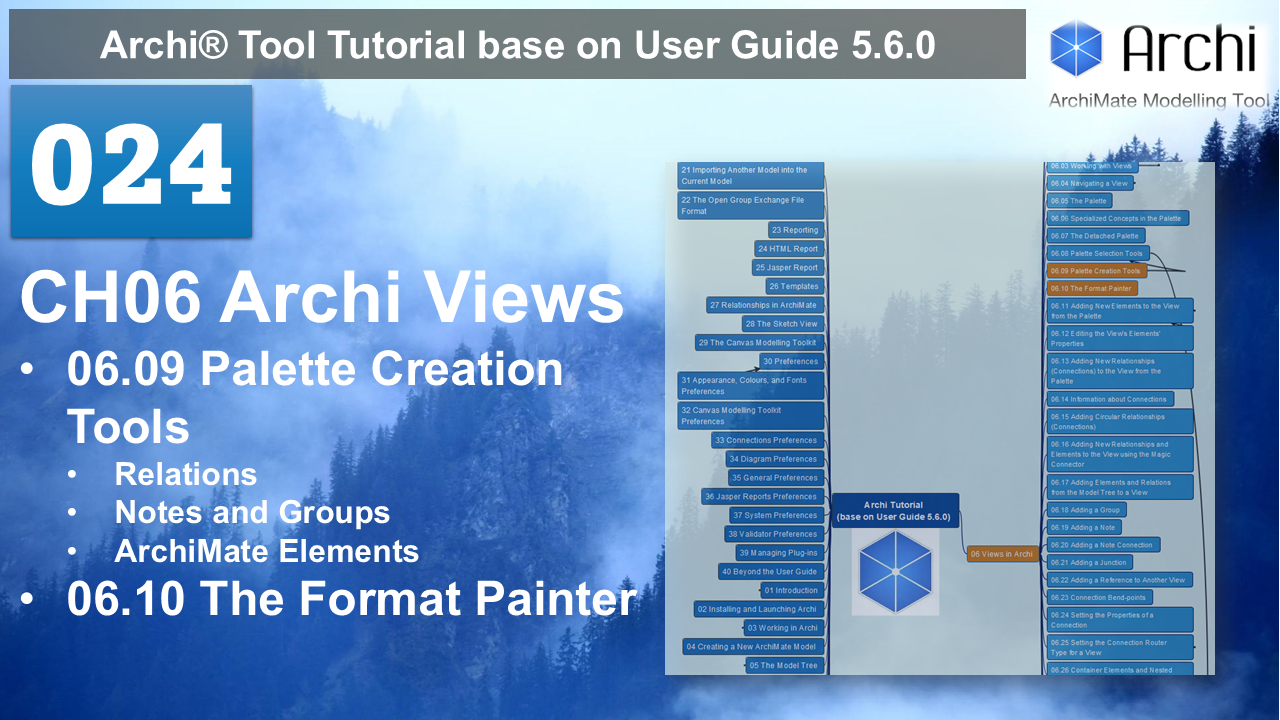 Archi® Tool Tutorial base on User Guide 5.6.0
Archi
ArchiMate Modelling Tool
024
CH06 Archi Views
• 06.09 Palette Creation
Tools
• Relations
• Notes and Groups
• ArchiMate Elements
• 06.10 The Format Painter
21 Importing Another Model into the
Current Model
22 The Open Group Exchange File
Format
23 Reporting
24 HTML Report
25 Jasper Report
26 Templates
27 Relationships in ArchiMate
28 The Sketch View
29 The Canvas Modelling Toolkit
30 Preferences
31 Appearance, Colours, and Fonts
Preferences
32 Canvas Modelling Toolkit
Preferences
33 Connections Preferences
34 Diagram Preferences
35 General Preferences
36 Jasper Reports Preferences
37 System Preferences
38 Validator Preferences
39 Managing Plug-ins
40 Beyond the User Guide
01 Introduction
02 Installing and Launching Archi
03 Working in Archi
04 Creating a New ArchiMate Model
05 The Model Tree
Archi Tutorial
(base on User Guide 5.6.0)
06 Views in Archi
06.03 Working with Views
06.04 Navigating a View
06.05 The Palette
06.06 Specialized Concepts in the Palette
06.07 The Detached Palette
06.08 Palette Selection Tools
06.09 Palette Creation Tools
06.10 The Format Painter
06.11 Adding New Elements to the View
from the Palette
06.12 Editing the View's Elements'
Properties
06.13 Adding New Relationships
(Connections) to the View from the
Palette
06.14 Information about Connections
06.15 Adding Circular Relationships
(Connections)
06.16 Adding New Relationships and
Elements to the View using the Magic
Connector
06.17 Adding Elements and Relations
from the Model Tree to a View
06.18 Adding a Group
06.19 Adding a Note
06.20 Adding a Note Connection
06.21 Adding a Junction
06.22 Adding a Reference to Another View
06.23 Connection Bend-points
06.24 Setting the Properties of a
Connection
06.25 Setting the Connection Router
Type for a View
06.26 Container Elements and Nested